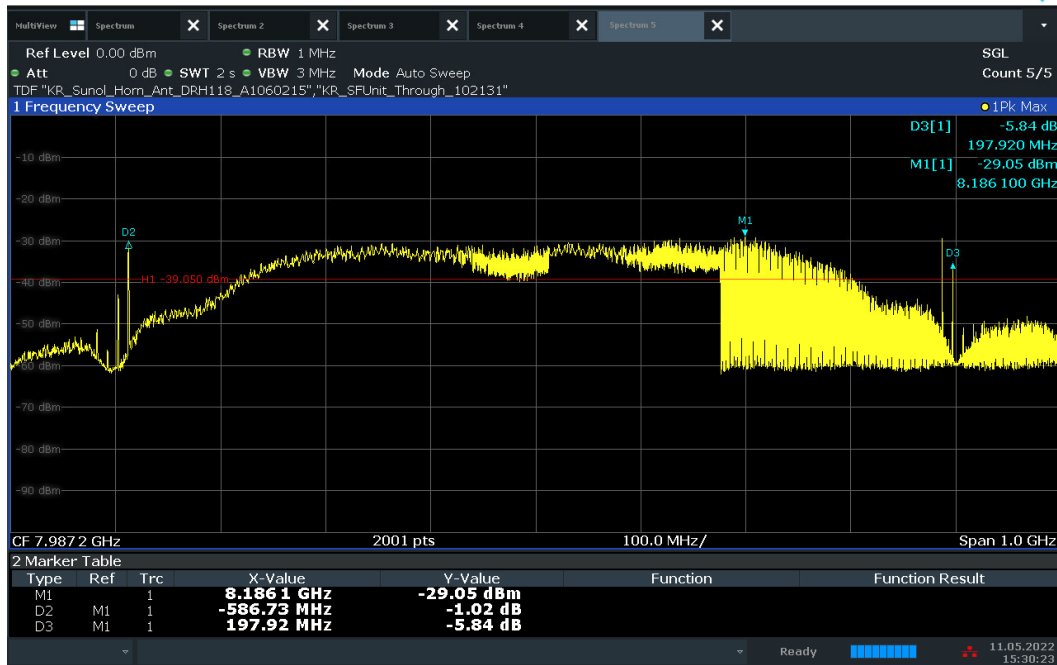 MultiView Spectrum Spectrum 2 Spectrum 3 Spectrum 4 Spectrum 5
Ref Level 0.00 dBm RBW 1 MHz SGL
Att 0 dB SWT 2 s VBW 3 MHz Mode Auto Sweep Count 5/5
TDF "KR_Sunol_Horn_Ant_DRH118_A1060215","KR_SFUnit_Through_102131"
1 Frequency Sweep 1Pk Max
D3[1] -5.84 dB
197.920 MHz
-10 dBm
M1[1] -29.05 dBm
8.186 100 GHz
-20 dBm
M1
D2
-30 dBm
D3
H1 -39.050 dBm
-40 dBm
-50 dBm
-60 dBm
-70 dBm
-80 dBm
-90 dBm
CF 7.9872 GHz 2001 pts 100.0 MHz/ Span 1.0 GHz
2 Marker Table
Type Ref Trc X-Value Y-Value Function Function Result
M1 1 8.186 1 GHz -29.05 dBm
D2 M1 1 -586.73 MHz -1.02 dB
D3 M1 1 197.92 MHz -5.84 dB
Ready 11.05.2022
15:30:23